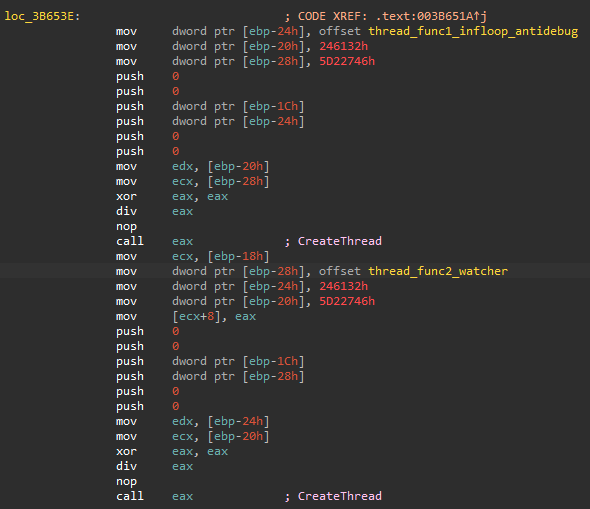 loc_3B653E: ; CODE XREF: .text:003B651A↑j
mov dword ptr [ebp-24h], offset thread_func1_infloop_antidebug
mov dword ptr [ebp-20h], 246132h
mov dword ptr [ebp-28h], 5D22746h
push 0
push 0
push dword ptr [ebp-1Ch]
push dword ptr [ebp-24h]
push 0
push 0
mov edx, [ebp-20h]
mov ecx, [ebp-28h]
xor eax, eax
div eax
nop
call eax ; CreateThread
mov ecx, [ebp-18h]
mov dword ptr [ebp-28h], offset thread_func2_watcher
mov dword ptr [ebp-24h], 246132h
mov dword ptr [ebp-20h], 5D22746h
mov [ecx+8], eax
push 0
push 0
push dword ptr [ebp-1Ch]
push dword ptr [ebp-28h]
push 0
push 0
mov edx, [ebp-24h]
mov ecx, [ebp-20h]
xor eax, eax
div eax
nop
call eax ; CreateThread